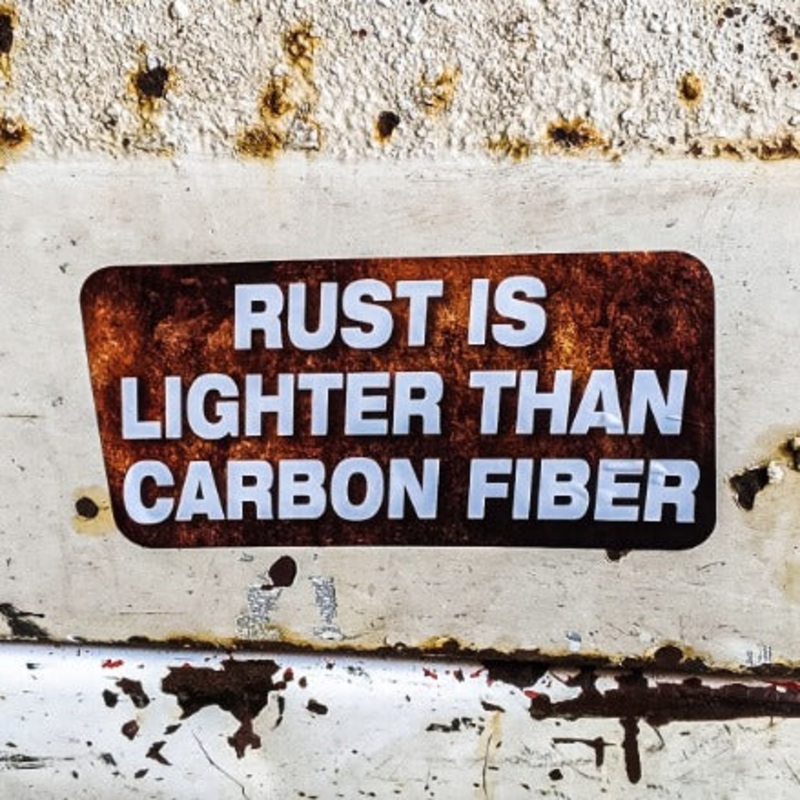 RUST IS
LIGHTER THAN
CARBON FIBER